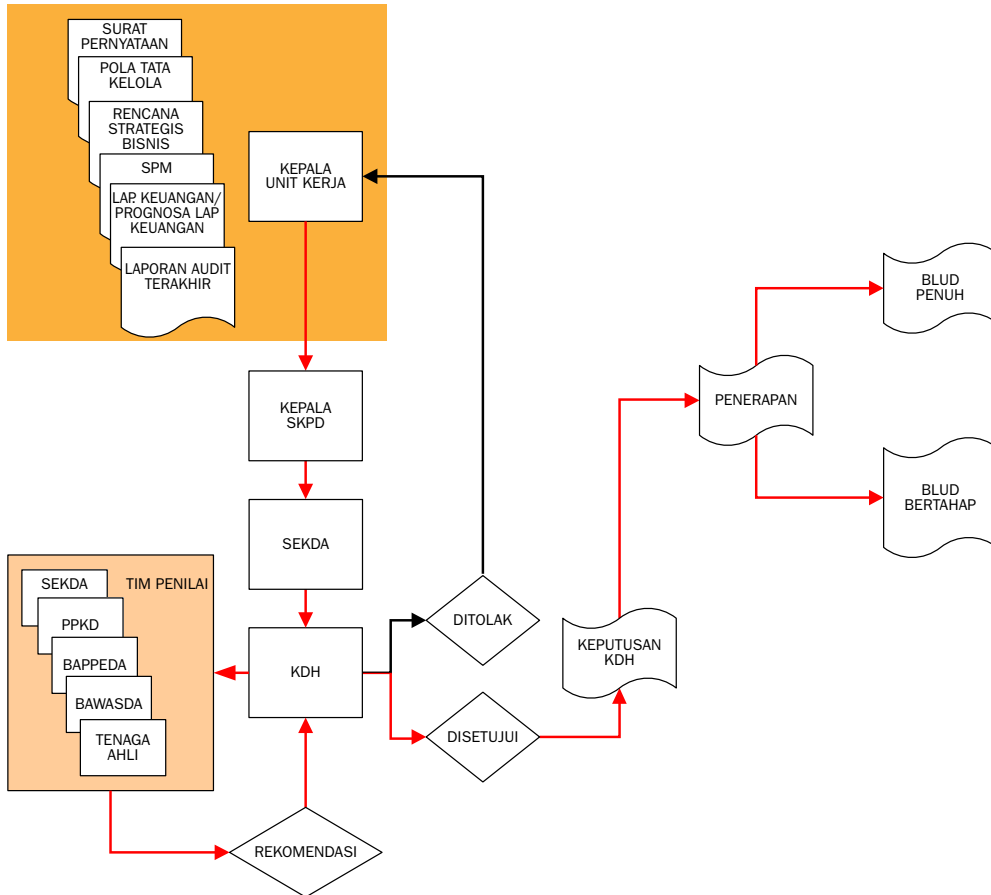 SURAT
PERNYATAAN
POLA TATA
KELOLA
RENCANA
STRATEGIS
BISNIS
SPM
LAP. KEUANGAN/
PROGNOSA LAP
KEUANGAN
LAPORAN AUDIT
TERAKHIR
KEPALA
UNIT KERJA
KEPALA
SKPD
SEKDA
KDH
TIM PENILAI
SEKDA
PPKD
BAPPEDA
BAWASDA
TENAGA
AHLI
REKOMENDASI
DITOLAK
DISETUJUI
KEPUTUSAN
KDH
PENERAPAN
BLUD
PENUH
BLUD
BERTAHAP